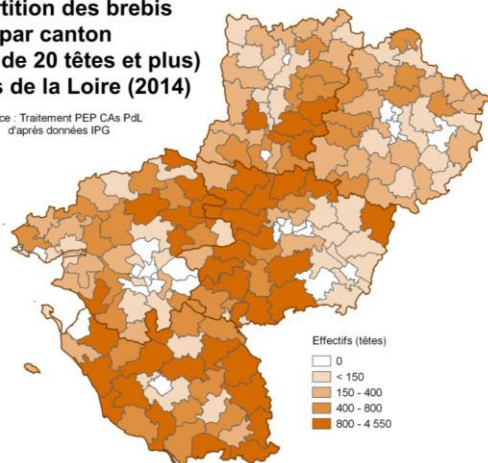 tition des brebis
par canton
de 20 têtes et plus)
s de la Loire (2014)
ce : Traitement PEP CAs PdL
d'après données IPG
Effectifs (têtes)
0
< 150
150 - 400
400 - 800
800 - 4 550